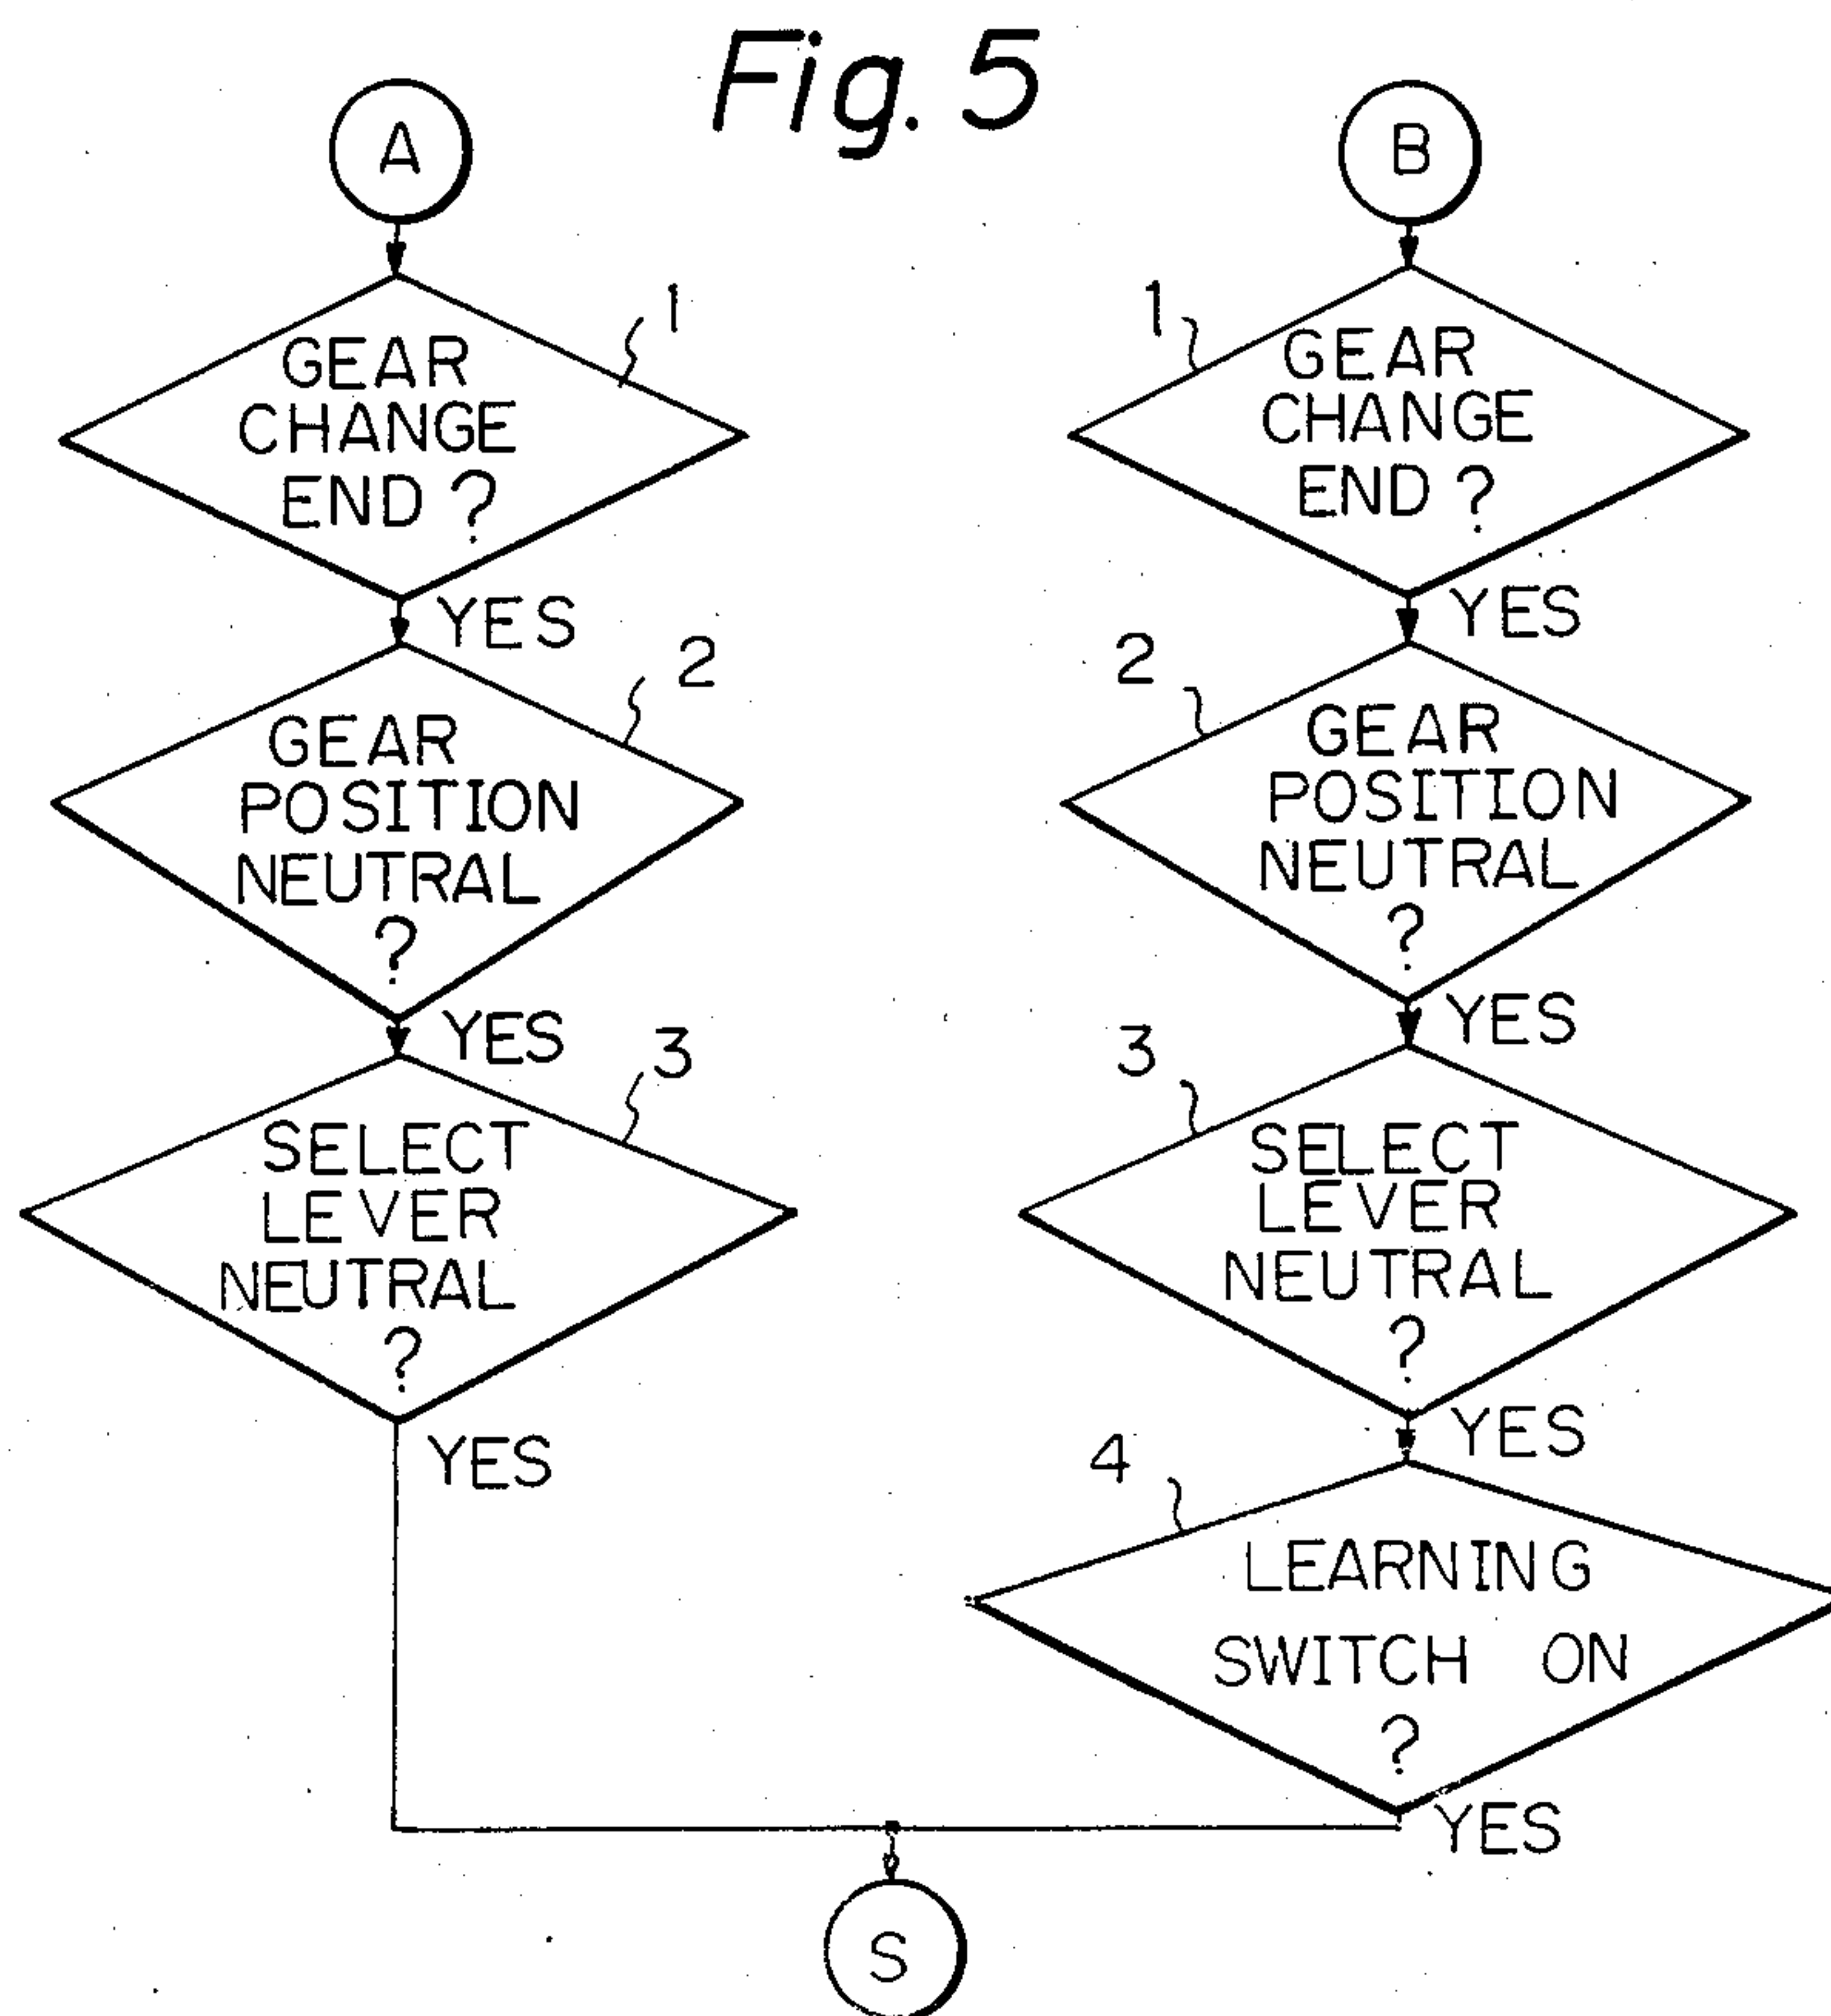 Fig. 5
A
1
GEAR
CHANGE
END ?
YES
2
GEAR
POSITION
NEUTRAL
?
YES
3
SELECT
LEVER
NEUTRAL
?
YES
B
1
GEAR
CHANGE
END ?
YES
2
GEAR
POSITION
NEUTRAL
?
YES
3
SELECT
LEVER
NEUTRAL
?
YES
4
LEARNING
SWITCH ON
?
YES
S